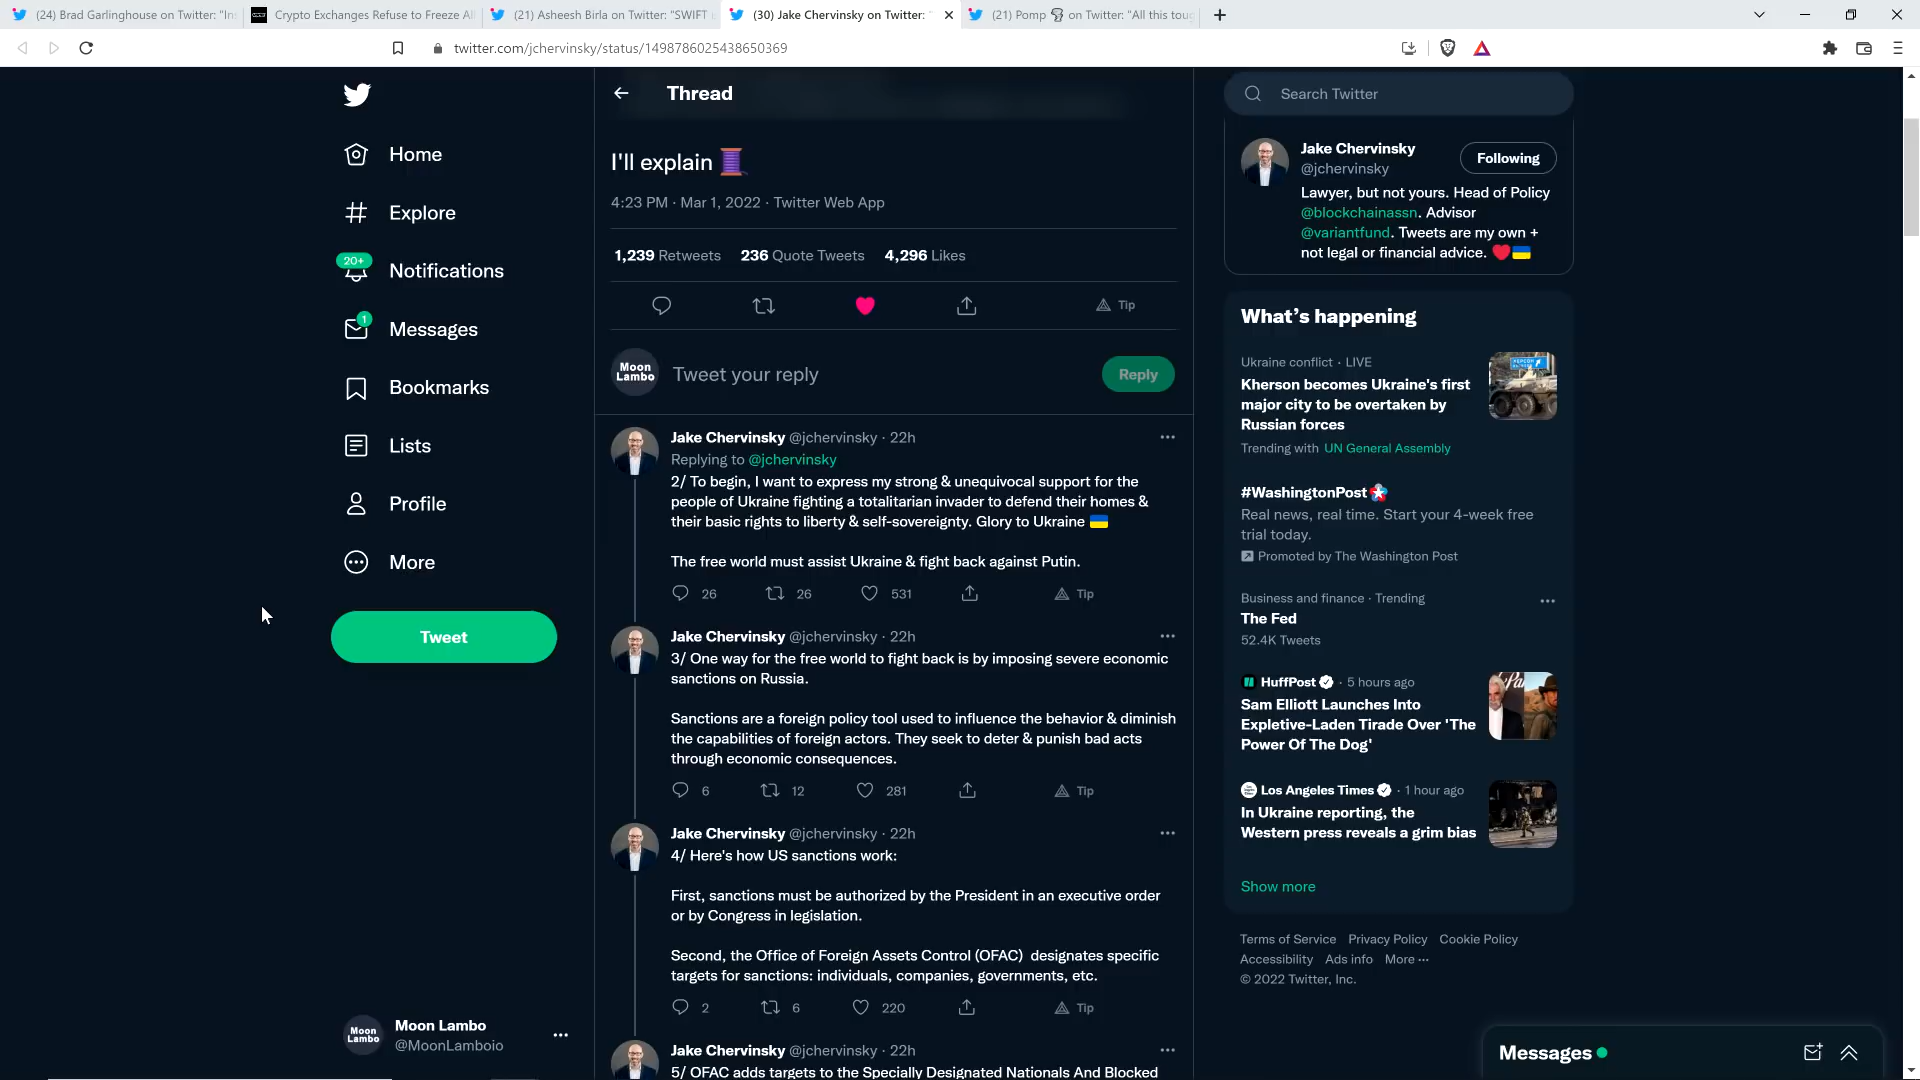 (24) Brad Garlinghouse on Twitter: "In
Crypto Exchanges Refuse to Freeze Al
(21) Asheesh Birla on Twitter: "SWIFT
(30) Jake Chervinsky on Twitter:
(21) Pomp 🌪 on Twitter: "All this tou
twitter.com/jchervinsky/status/1498786025438650369
Home
Explore
20+
Notifications
1
Messages
Bookmarks
Lists
Profile
More
Tweet
Moon Lambo
Moon Lambo
@MoonLamboio
Thread
I'll explain 🧵
4:23 PM · Mar 1, 2022 · Twitter Web App
1,239 Retweets 236 Quote Tweets 4,296 Likes
Tip
Moon Lambo
Tweet your reply
Reply
Jake Chervinsky @jchervinsky · 22h
Replying to @jchervinsky
2/ To begin, I want to express my strong & unequivocal support for the
people of Ukraine fighting a totalitarian invader to defend their homes &
their basic rights to liberty & self-sovereignty. Glory to Ukraine 🇺🇦
The free world must assist Ukraine & fight back against Putin.
26 26 531 Tip
Jake Chervinsky @jchervinsky · 22h
3/ One way for the free world to fight back is by imposing severe economic
sanctions on Russia.
Sanctions are a foreign policy tool used to influence the behavior & diminish
the capabilities of foreign actors. They seek to deter & punish bad acts
through economic consequences.
6 12 281 Tip
Jake Chervinsky @jchervinsky · 22h
4/ Here's how US sanctions work:
First, sanctions must be authorized by the President in an executive order
or by Congress in legislation.
Second, the Office of Foreign Assets Control (OFAC) designates specific
targets for sanctions: individuals, companies, governments, etc.
2 6 220 Tip
Jake Chervinsky @jchervinsky · 22h
5/ OFAC adds targets to the Specially Designated Nationals And Blocked
Search Twitter
Jake Chervinsky
@jchervinsky
Following
Lawyer, but not yours. Head of Policy
@blockchainassn. Advisor
@variantfund. Tweets are my own +
not legal or financial advice. ❤️🇺🇦
What's happening
Ukraine conflict · LIVE
Kherson becomes Ukraine's first
major city to be overtaken by
Russian forces
Trending with UN General Assembly
#WashingtonPost
Real news, real time. Start your 4-week free
trial today.
Promoted by The Washington Post
Business and finance · Trending
The Fed
52.4K Tweets
HuffPost · 5 hours ago
Sam Elliott Launches Into
Expletive-Laden Tirade Over 'The
Power Of The Dog'
Los Angeles Times · 1 hour ago
In Ukraine reporting, the
Western press reveals a grim bias
Show more
Terms of Service Privacy Policy Cookie Policy
Accessibility Ads info More ···
© 2022 Twitter, Inc.
Messages